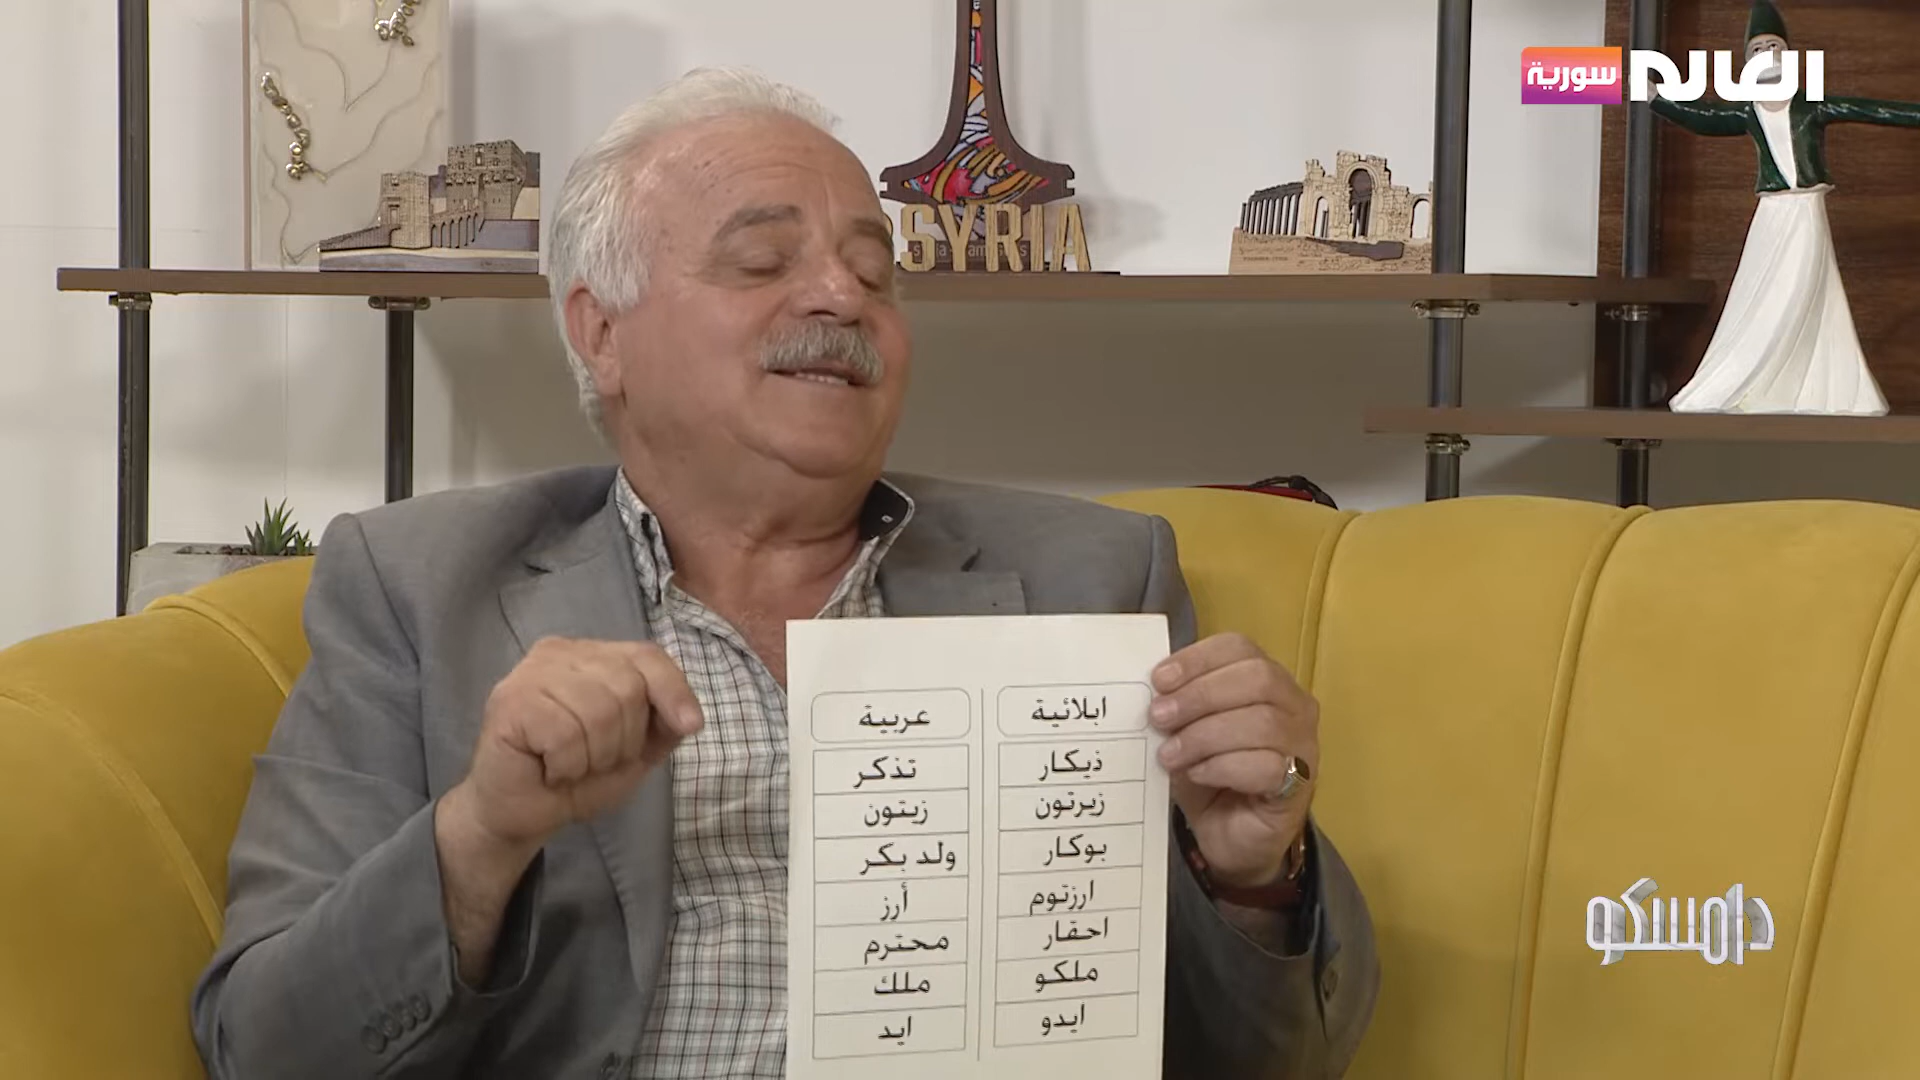 سورية العالم
SYRIA
ابلائية عربية
ذيكار تذكر
زيرتون زيتون
بوكار ولد بكر
ارزتوم أرز
احقار محترم
ملكو ملك
ايدو ايد
دامسكو